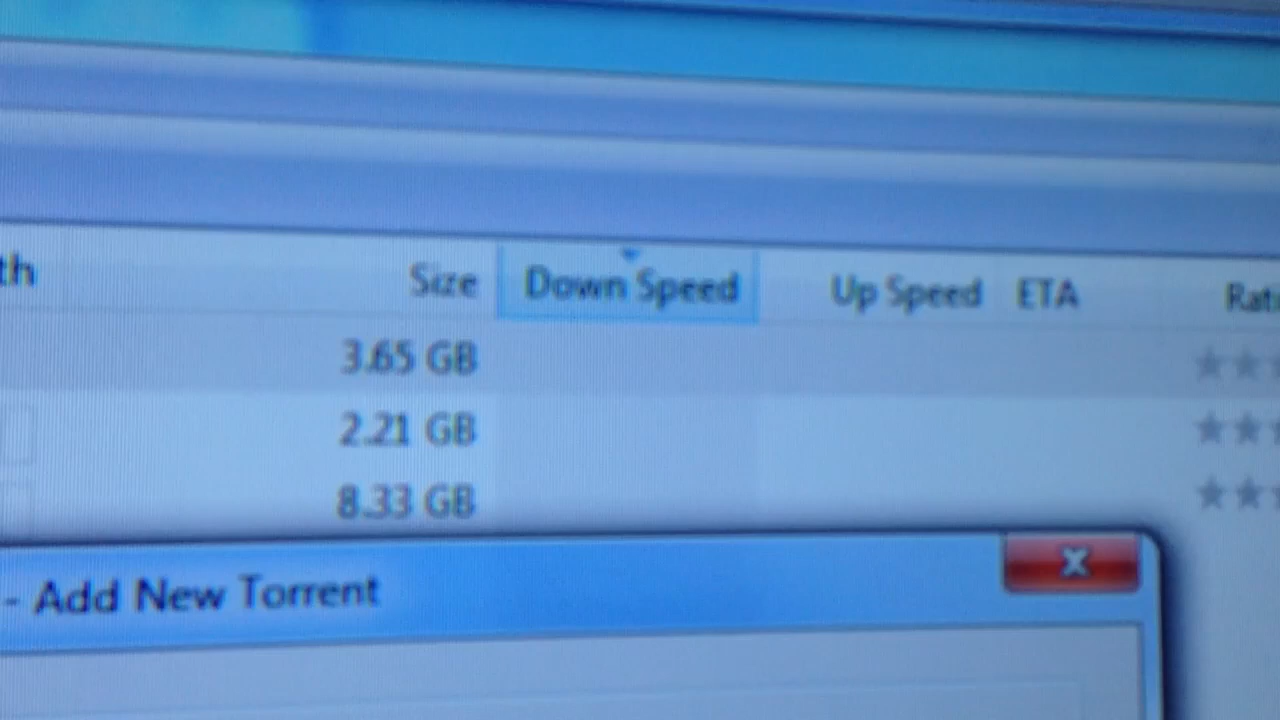 th Size Down Speed Up Speed ETA Rat
3.65 GB
2.21 GB
8.33 GB
- Add New Torrent
x